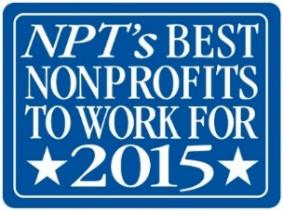 NPT's BEST
NONPROFITS
TO WORK FOR
★ 2015 ★